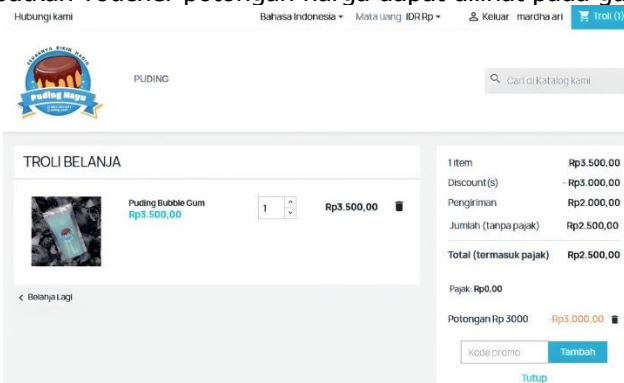 Hubungi kami Bahasa Indonesia Mata uang: IDR Rp Keluar mardha ari Troli (1)
SEGARNYA BIKIN HAPPY
Puding Hayu
PUDING
Cari di Katalog kami
TROLI BELANJA
Puding Bubble Gum
Rp3.500,00
1
Rp3.500,00
Belanja Lagi
1 item Rp3.500,00
Discount(s) - Rp3.000,00
Pengiriman Rp2.000,00
Jumlah (tanpa pajak) Rp2.500,00
Total (termasuk pajak) Rp2.500,00
Pajak: Rp0,00
Potongan Rp 3000 -Rp3.000,00
Kode promo Tambah
Tutup